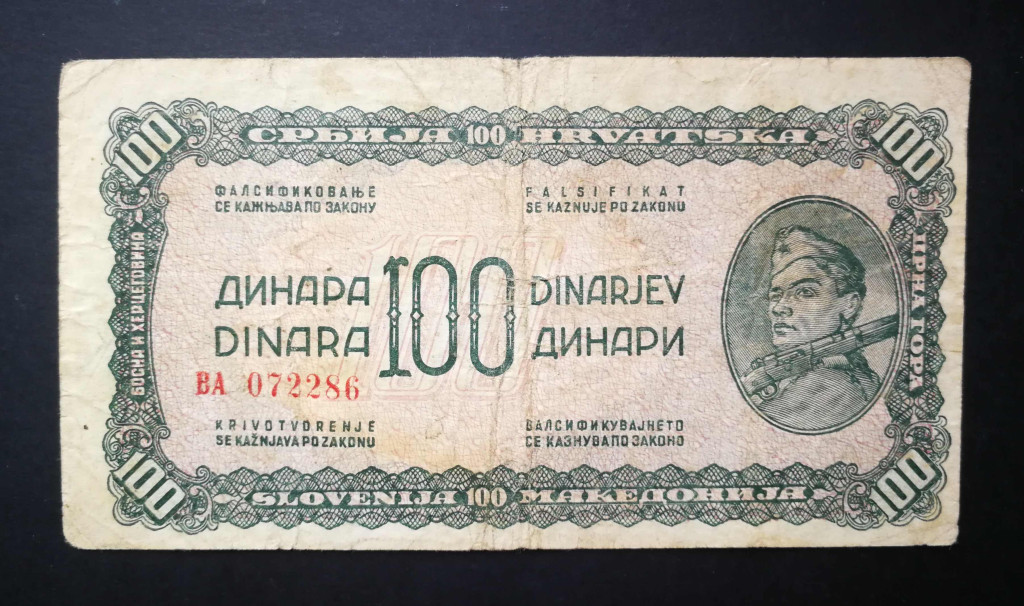 100 СРБИЈА 100 HRVATSKA 100
ФАЛСИФИКОВАЊЕ
СЕ КАЖЊАВА ПО ЗАКОНУ
FALSIFIKAT
SE KAZNUJE PO ZAKONU
БОСНА И ХЕРЦЕГОВИНА
ЦРНА ГОРА
ДИНАРА 100 DINARJEV
DINARA ДИНАРИ
BA 072286
KRIVOTVORENJE
SE KAŽNJAVA PO ZAKONU
ФАЛСИФИКУВАЈНЕТО
СЕ КАЗНУВА ПО ЗАКОНО
100 SLOVENIJA 100 МАКЕДОНИЈА 100